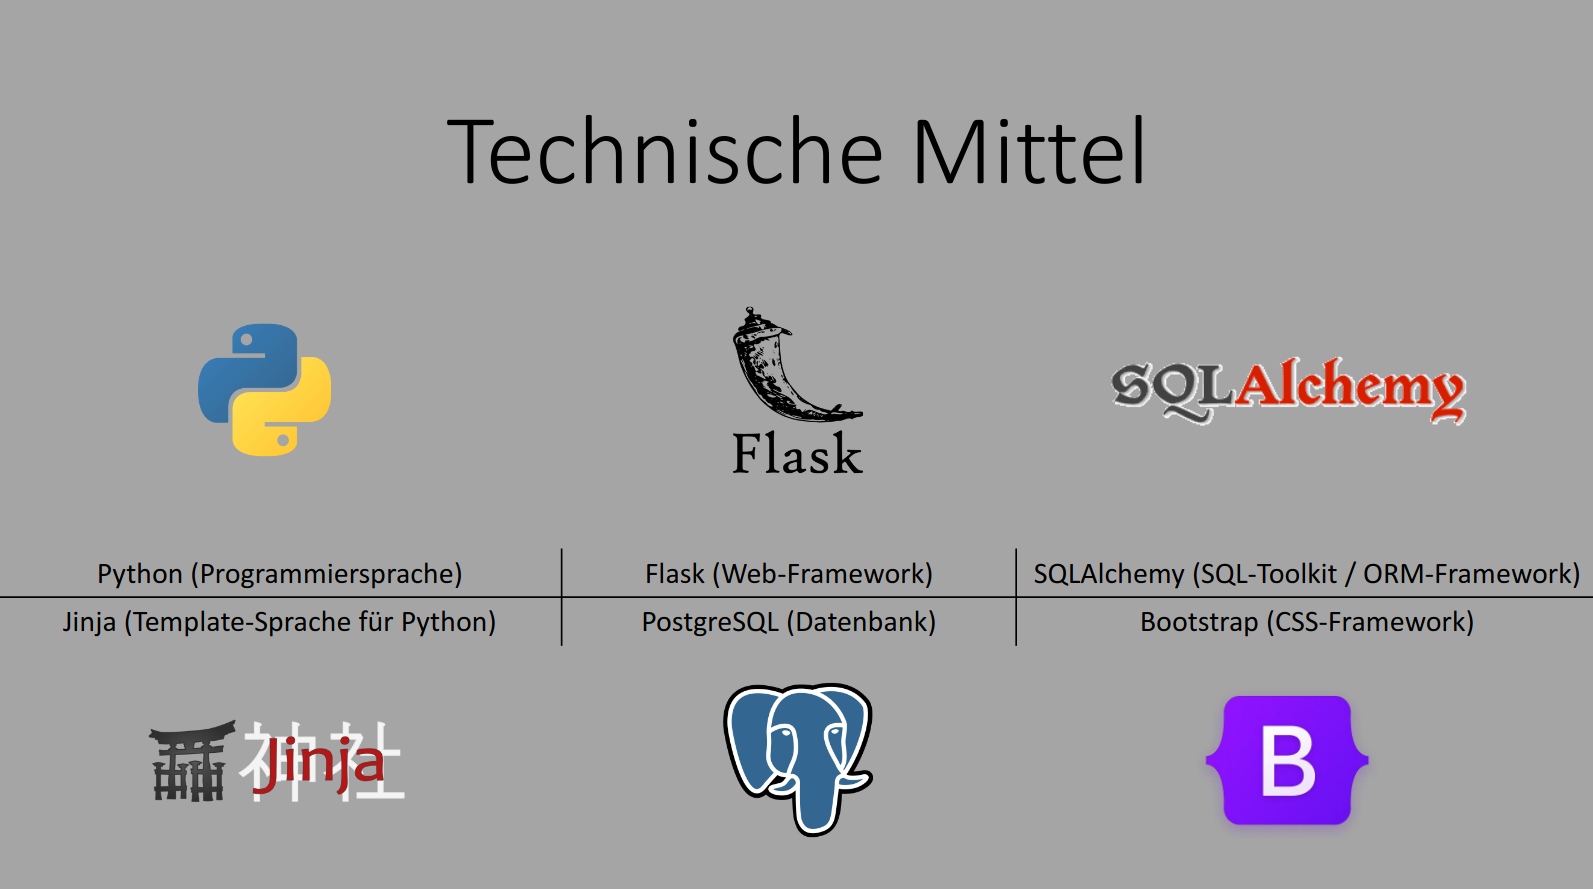 Technische Mittel
Flask
SQLAlchemy
Python (Programmiersprache)
Flask (Web-Framework)
SQLAlchemy (SQL-Toolkit / ORM-Framework)
Jinja (Template-Sprache für Python)
PostgreSQL (Datenbank)
Bootstrap (CSS-Framework)
神社
Jinja
B